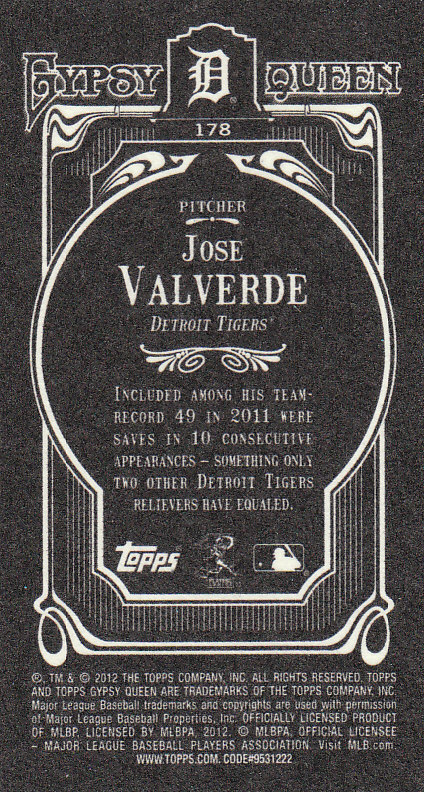 GYPSY D QUEEN
178
PITCHER
JOSE
VALVERDE
DETROIT TIGERS®
INCLUDED AMONG HIS TEAM-
RECORD 49 IN 2011 WERE
SAVES IN 10 CONSECUTIVE
APPEARANCES – SOMETHING ONLY
TWO OTHER DETROIT TIGERS
RELIEVERS HAVE EQUALED.
topps
®, TM & © 2012 THE TOPPS COMPANY, INC. ALL RIGHTS RESERVED. TOPPS
AND TOPPS GYPSY QUEEN ARE TRADEMARKS OF THE TOPPS COMPANY, INC.
Major League Baseball trademarks and copyrights are used with permission
of Major League Baseball Properties, Inc. OFFICIALLY LICENSED PRODUCT
OF MLBP. LICENSED BY MLBPA, 2012. © MLBPA, OFFICIAL LICENSEE
– MAJOR LEAGUE BASEBALL PLAYERS ASSOCIATION. Visit MLB.com.
WWW.TOPPS.COM. CODE#9531222